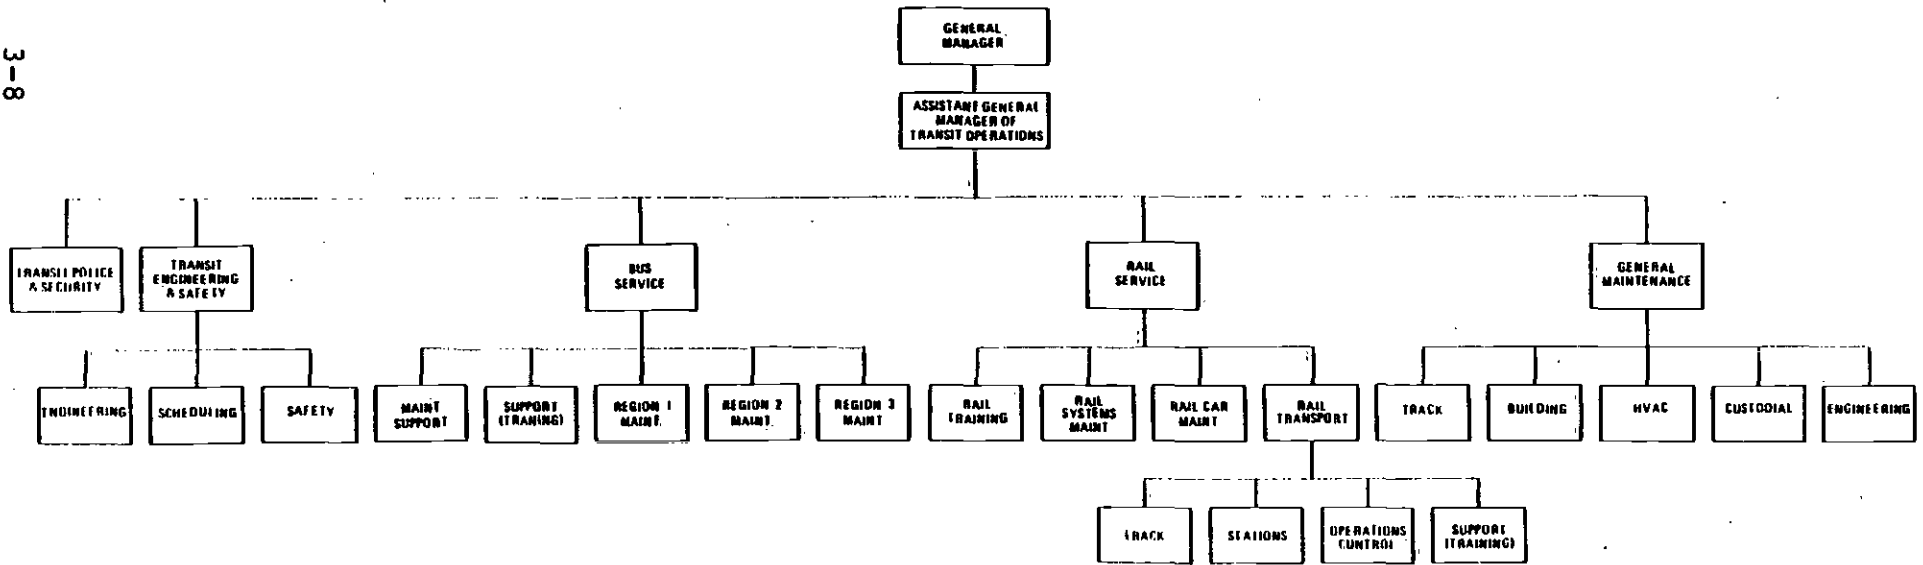 3-8
GENERAL
MANAGER
ASSISTANT GENERAL
MANAGER OF
TRANSIT OPERATIONS
TRANSIT POLICE
& SECURITY
TRANSIT
ENGINEERING
& SAFETY
BUS
SERVICE
RAIL
SERVICE
GENERAL
MAINTENANCE
ENGINEERING
SCHEDULING
SAFETY
MAINT
SUPPORT
SUPPORT
(TRANING)
REGION 1
MAINT.
REGION 2
MAINT.
REGION 3
MAINT
RAIL
TRAINING
RAIL
SYSTEMS
MAINT
RAIL CAR
MAINT
RAIL
TRANSPORT
TRACK
BUILDING
HVAC
CUSTODIAL
ENGINEERING
TRACK
STATIONS
OPERATIONS
CONTROL
SUPPORT
(TRAINING)